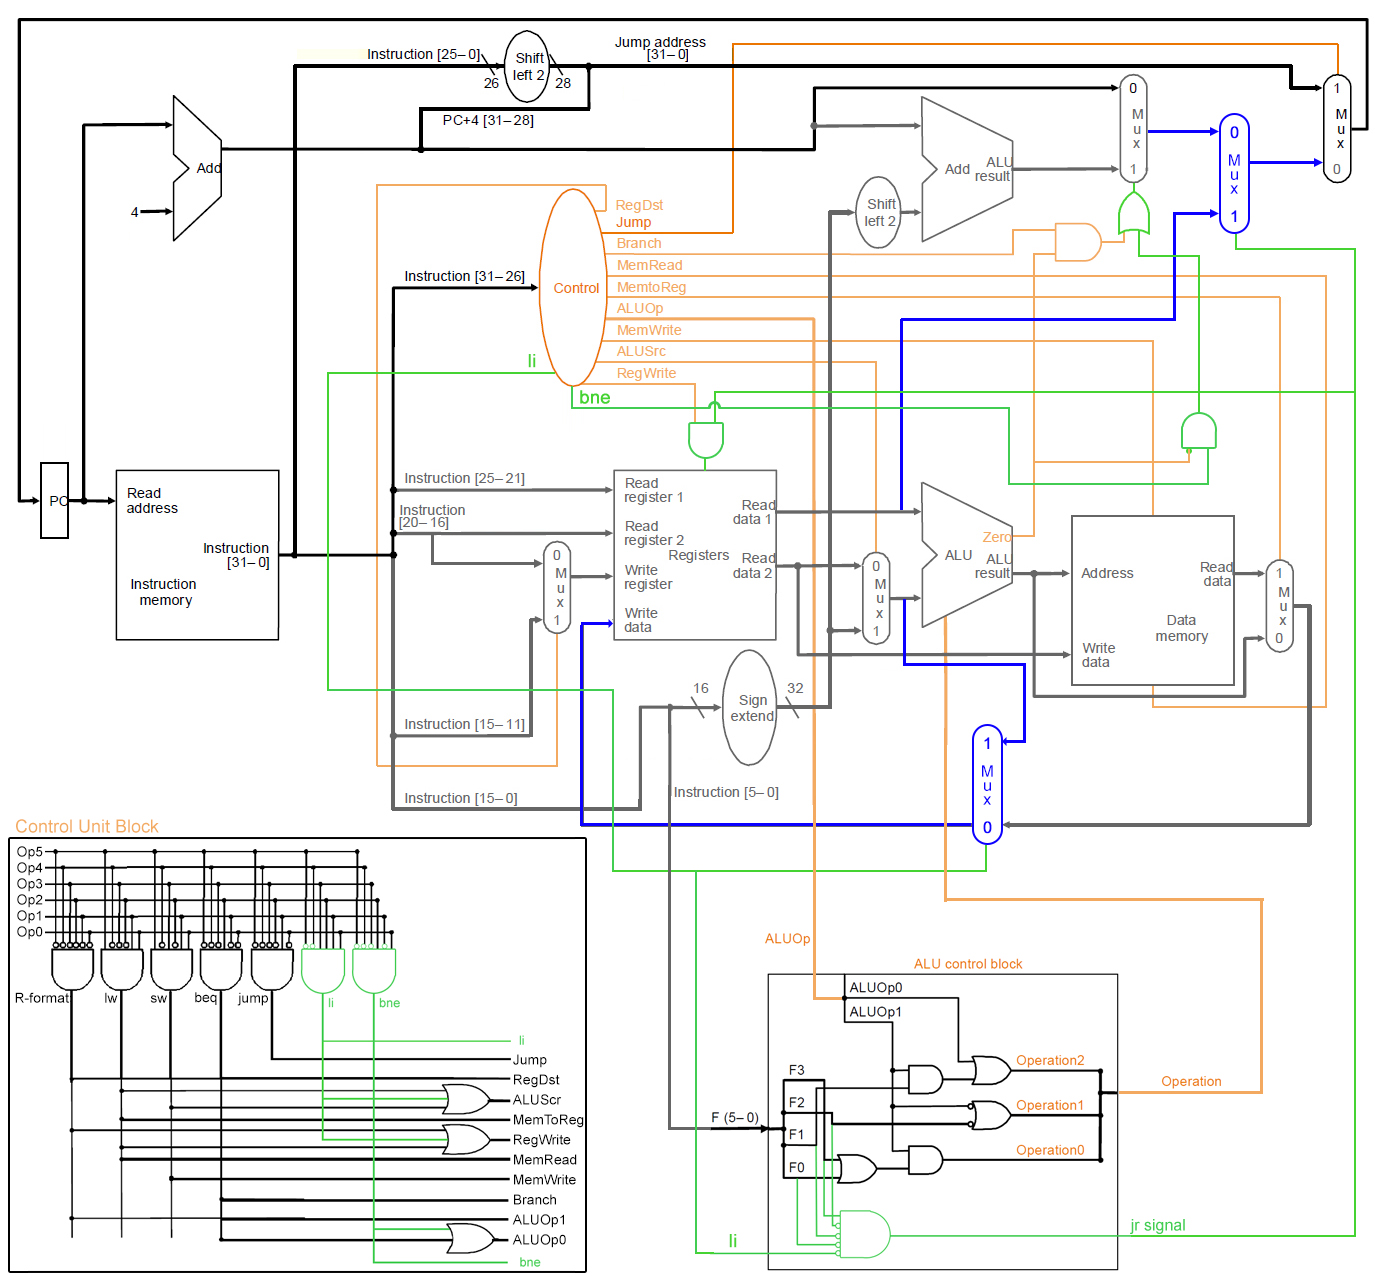 Instruction [25–0]
26
Shift
left 2
28
Jump address
[31–0]
PC+4 [31–28]
Add
4
0
M
u
x
1
Add
ALU
result
Shift
left 2
0
M
u
x
1
1
M
u
x
0
RegDst
Jump
Branch
MemRead
MemtoReg
ALUOp
MemWrite
ALUSrc
RegWrite
Instruction [31–26]
Control
li
bne
PC
Read
address
Instruction
[31–0]
Instruction
memory
Instruction [25–21]
Instruction
[20–16]
0
M
u
x
1
Read
register 1
Read
register 2
Write
register
Write
data
Registers
Read
data 1
Read
data 2
0
M
u
x
1
Zero
ALU
ALU
result
Address
Write
data
Read
data
Data
memory
1
M
u
x
0
16
Sign
extend
32
Instruction [15–11]
Instruction [15–0]
Instruction [5–0]
1
M
u
x
0
Control Unit Block
Op5
Op4
Op3
Op2
Op1
Op0
R-format
lw
sw
beq
jump
li
bne
li
Jump
RegDst
ALUScr
MemToReg
RegWrite
MemRead
MemWrite
Branch
ALUOp1
ALUOp0
bne
ALUOp
ALU control block
ALUOp0
ALUOp1
F3
F2
F (5–0)
F1
F0
Operation2
Operation1
Operation0
Operation
li
jr signal